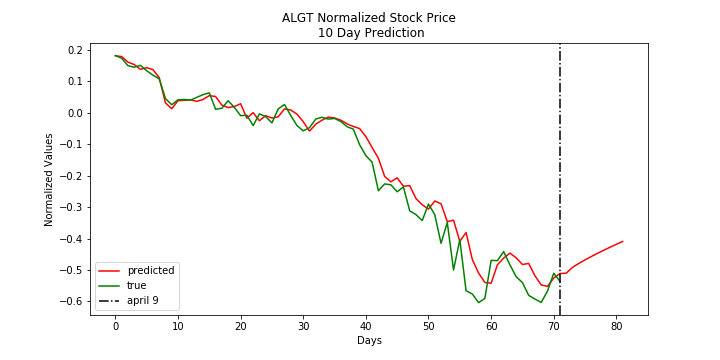 ALGT Normalized Stock Price
10 Day Prediction
0.2
0.1
0.0
−0.1
−0.2
−0.3
−0.4
−0.5
−0.6
Normalized Values
predicted
true
april 9
0 10 20 30 40 50 60 70 80
Days